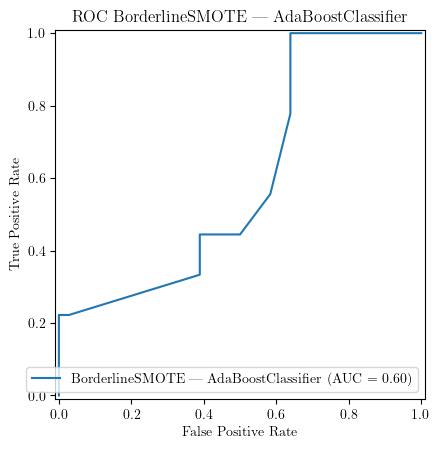 ROC BorderlineSMOTE — AdaBoostClassifier
1.0
0.8
0.6
0.4
0.2
0.0
True Positive Rate
BorderlineSMOTE — AdaBoostClassifier (AUC = 0.60)
0.0 0.2 0.4 0.6 0.8 1.0
False Positive Rate